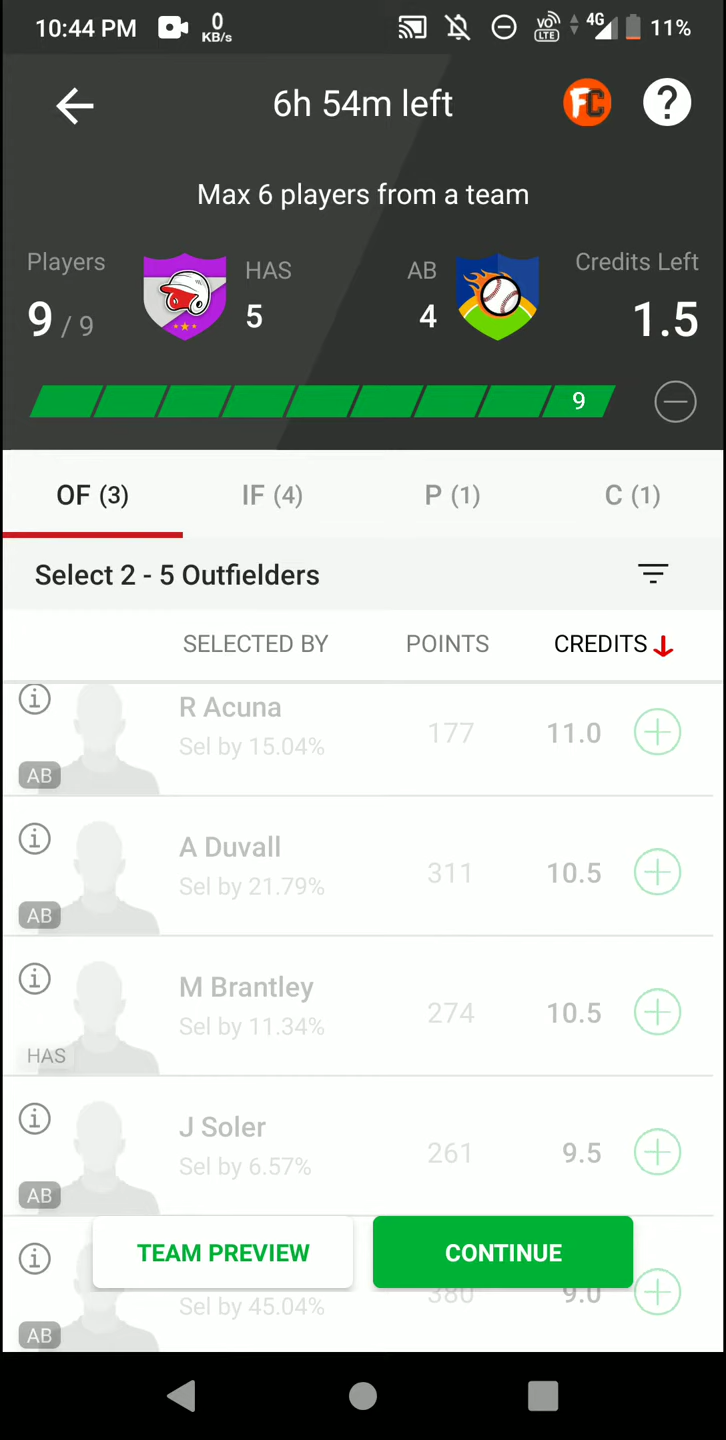 10:44 PM 0 KB/s VO LTE 4G 11%
6h 54m left FC ?
Max 6 players from a team
Players HAS AB Credits Left
9 / 9 5 4 1.5
9
OF (3) IF (4) P (1) C (1)
Select 2 - 5 Outfielders
SELECTED BY POINTS CREDITS
R Acuna
Sel by 15.04% 177 11.0
AB
A Duvall
Sel by 21.79% 311 10.5
AB
M Brantley
Sel by 11.34% 274 10.5
HAS
J Soler
Sel by 6.57% 261 9.5
AB
TEAM PREVIEW CONTINUE
Sel by 45.04% 380 9.0
AB